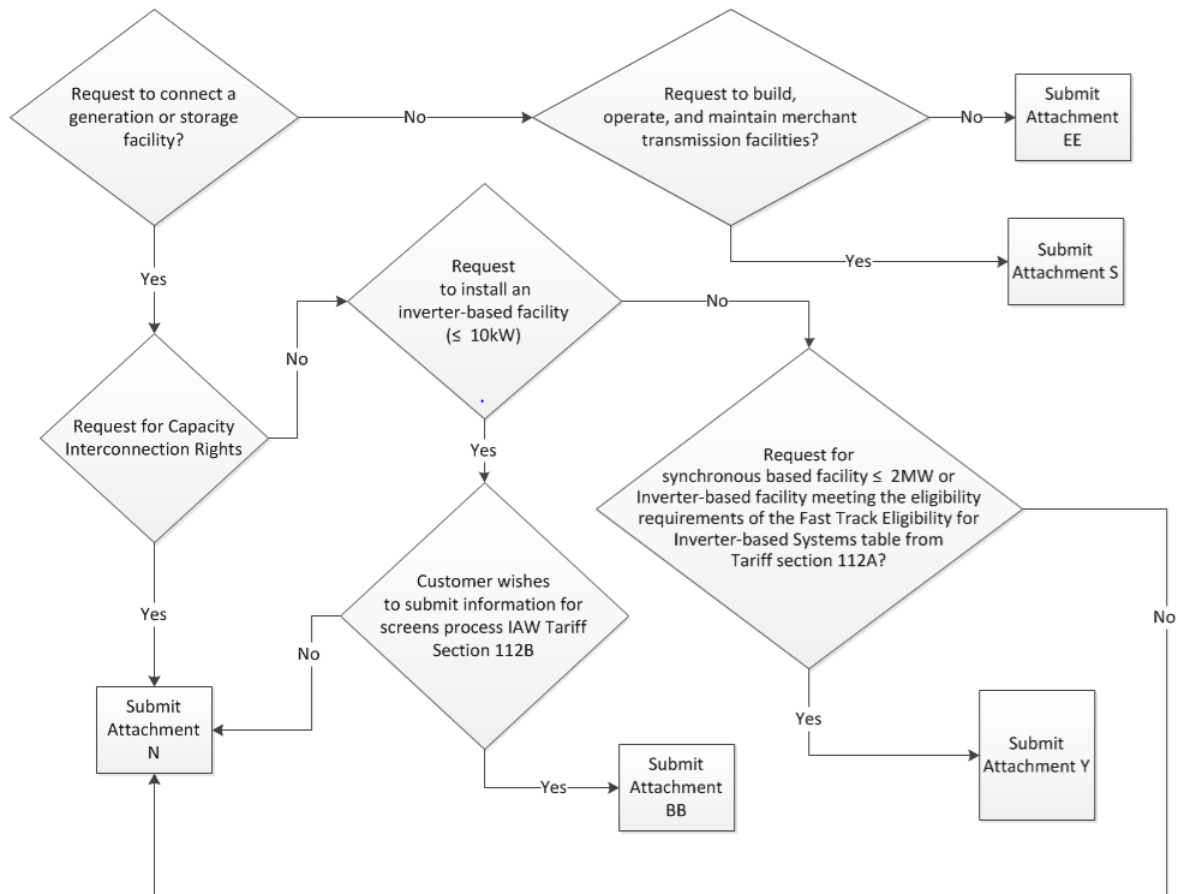 Request to connect a
generation or storage
facility?
No
Request to build,
operate, and maintain merchant
transmission facilities?
No
Submit
Attachment
EE
Yes
Submit
Attachment S
Yes
Request
to install an
inverter-based facility
(≤ 10kW)
No
No
Request for Capacity
Interconnection Rights
Yes
Request for
synchronous based facility ≤ 2MW or
Inverter-based facility meeting the eligibility
requirements of the Fast Track Eligibility for
Inverter-based Systems table from
Tariff section 112A?
Customer wishes
to submit information for
screens process IAW Tariff
Section 112B
Yes
No
No
Submit
Attachment
N
Yes
Submit
Attachment Y
Yes
Submit
Attachment
BB